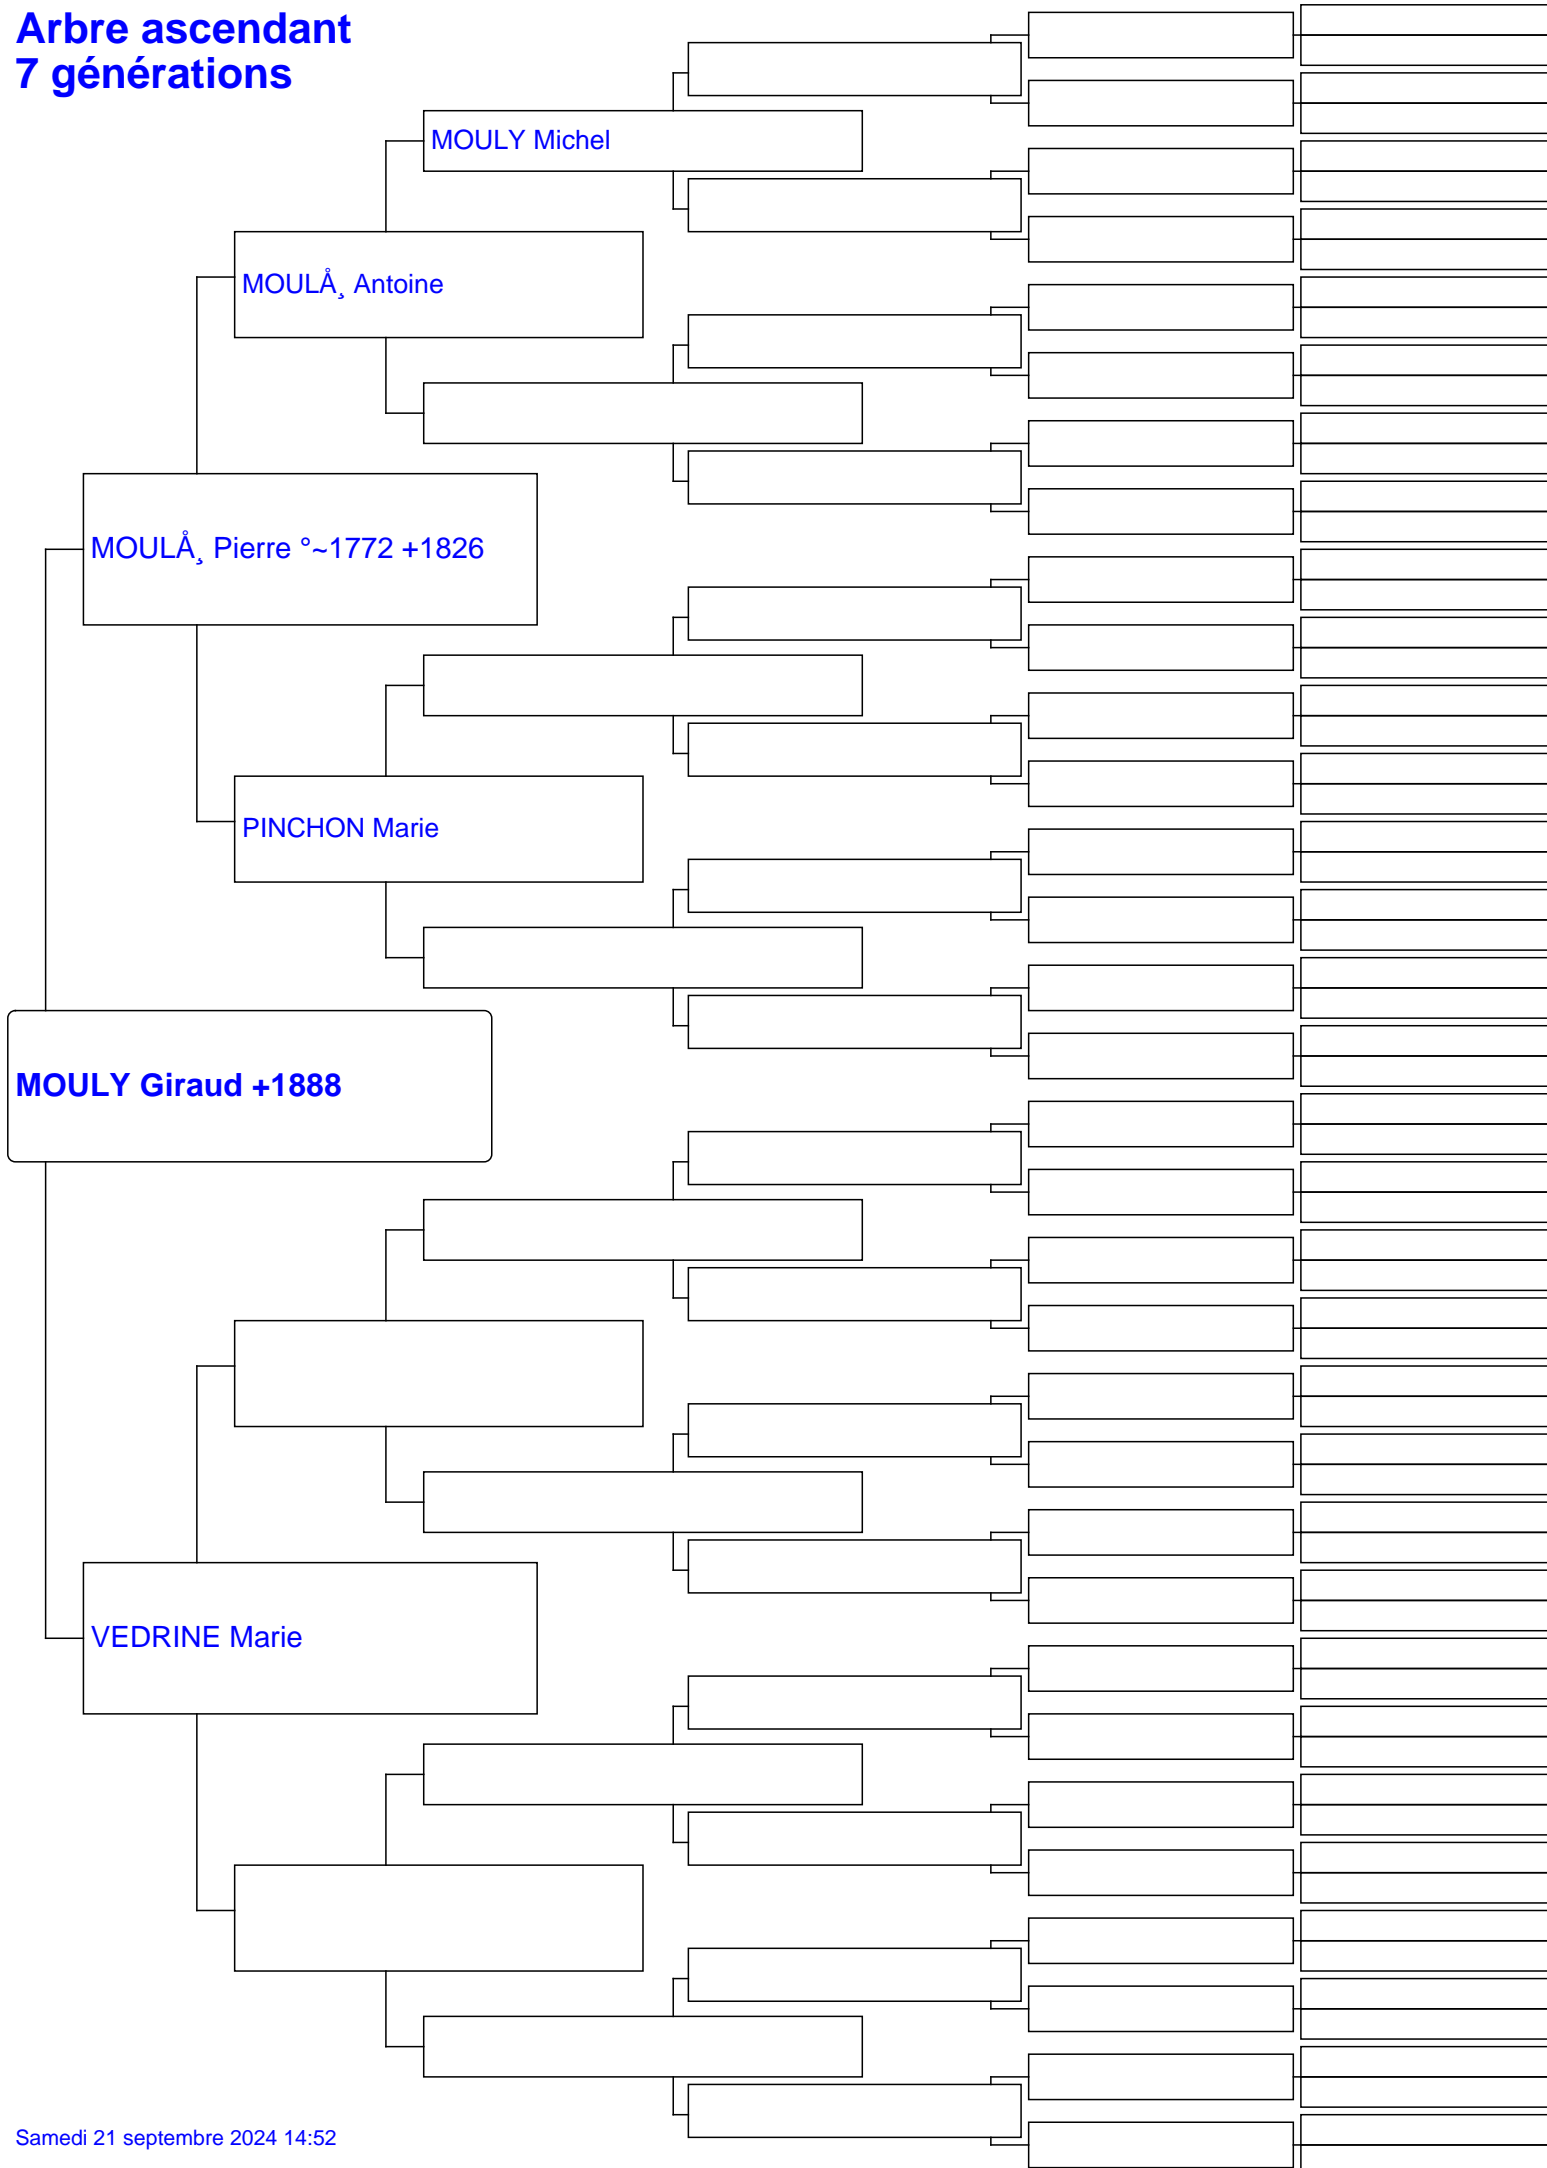 Arbre ascendant
7 générations
MOULY Michel
MOULÅ¸ Antoine
MOULÅ¸ Pierre °~1772 +1826
PINCHON Marie
MOULY Giraud +1888
VEDRINE Marie
Samedi 21 septembre 2024 14:52